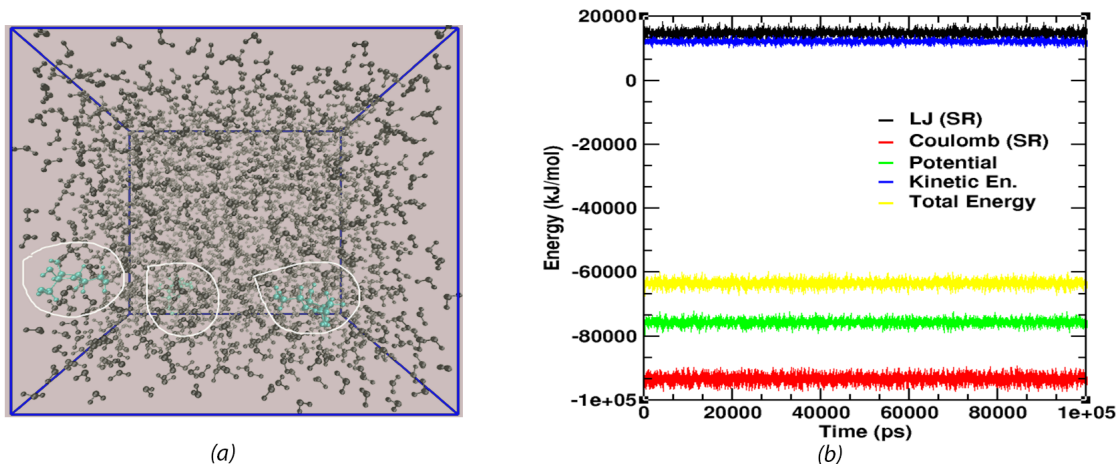 20000
0
-20000
-40000
-60000
-80000
-1e+05
Energy (kJ/mol)
LJ (SR)
Coulomb (SR)
Potential
Kinetic En.
Total Energy
0 20000 40000 60000 80000 1e+05
Time (ps)
(a) (b)